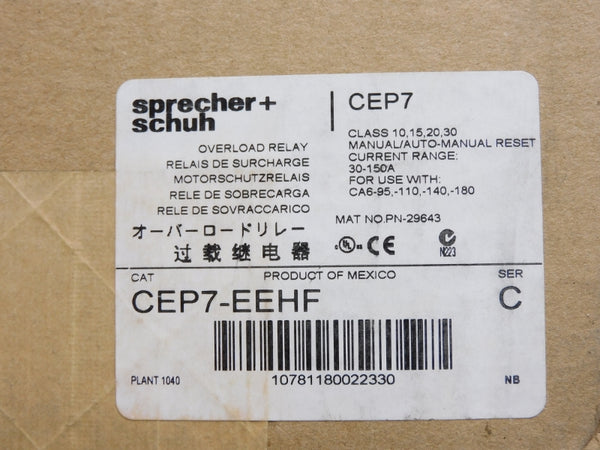 sprecher+
schuh
OVERLOAD RELAY
RELAIS DE SURCHARGE
MOTORSCHUTZRELAIS
RELE DE SOBRECARGA
RELE DE SOVRACCARICO
オーバーロードリレー
过载继电器
CEP7
CLASS 10,15,20,30
MANUAL/AUTO-MANUAL RESET
CURRENT RANGE:
30-150A
FOR USE WITH:
CA6-95,-110,-140,-180
MAT NO.PN-29643
c UL US CE
N223
CAT PRODUCT OF MEXICO SER
CEP7-EEHF C
PLANT 1040 10781180022330 NB